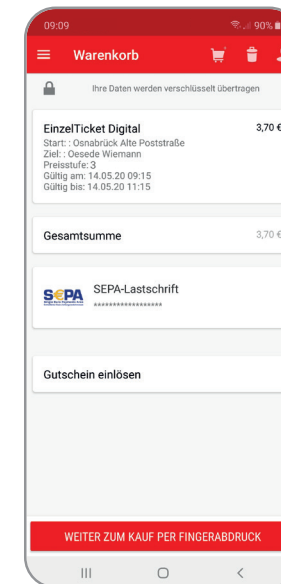 09:09 90%
Warenkorb
Ihre Daten werden verschlüsselt übertragen
EinzelTicket Digital 3,70 €
Start: : Osnabrück Alte Poststraße
Ziel: : Oesede Wiemann
Preisstufe: 3
Gültig am: 14.05.20 09:15
Gültig bis: 14.05.20 11:15
Gesamtsumme 3,70 €
SEPA SEPA-Lastschrift
******************
Gutschein einlösen
WEITER ZUM KAUF PER FINGERABDRUCK